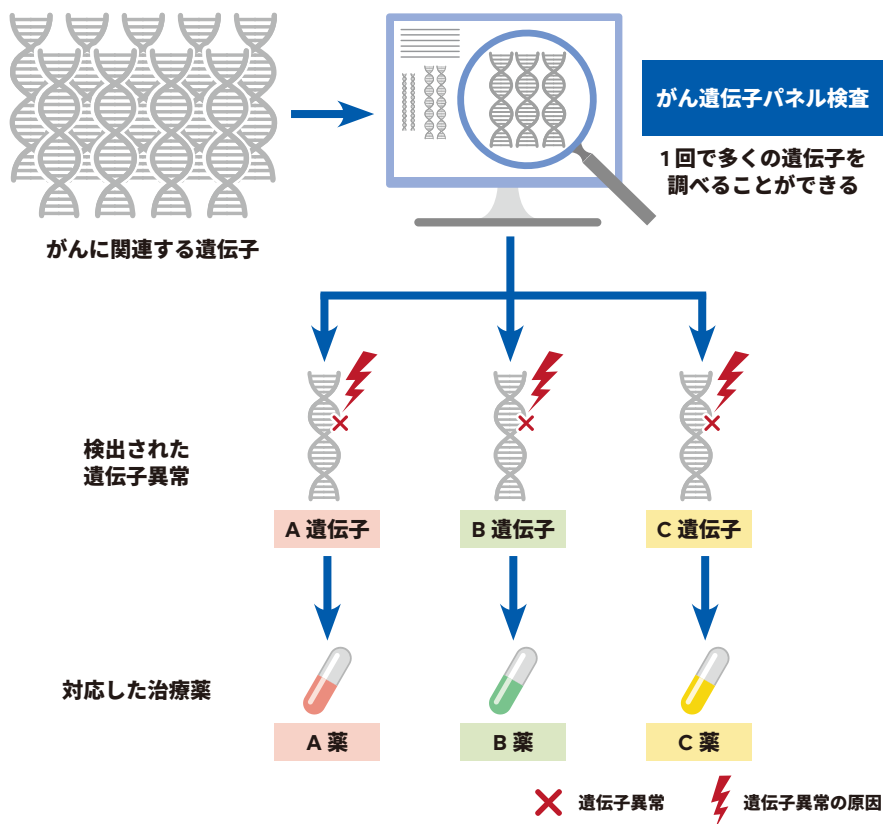 がん遺伝子パネル検査
1回で多くの遺伝子を
調べることができる
がんに関連する遺伝子
検出された
遺伝子異常
A 遺伝子
B 遺伝子
C 遺伝子
対応した治療薬
A 薬
B 薬
C 薬
遺伝子異常
遺伝子異常の原因